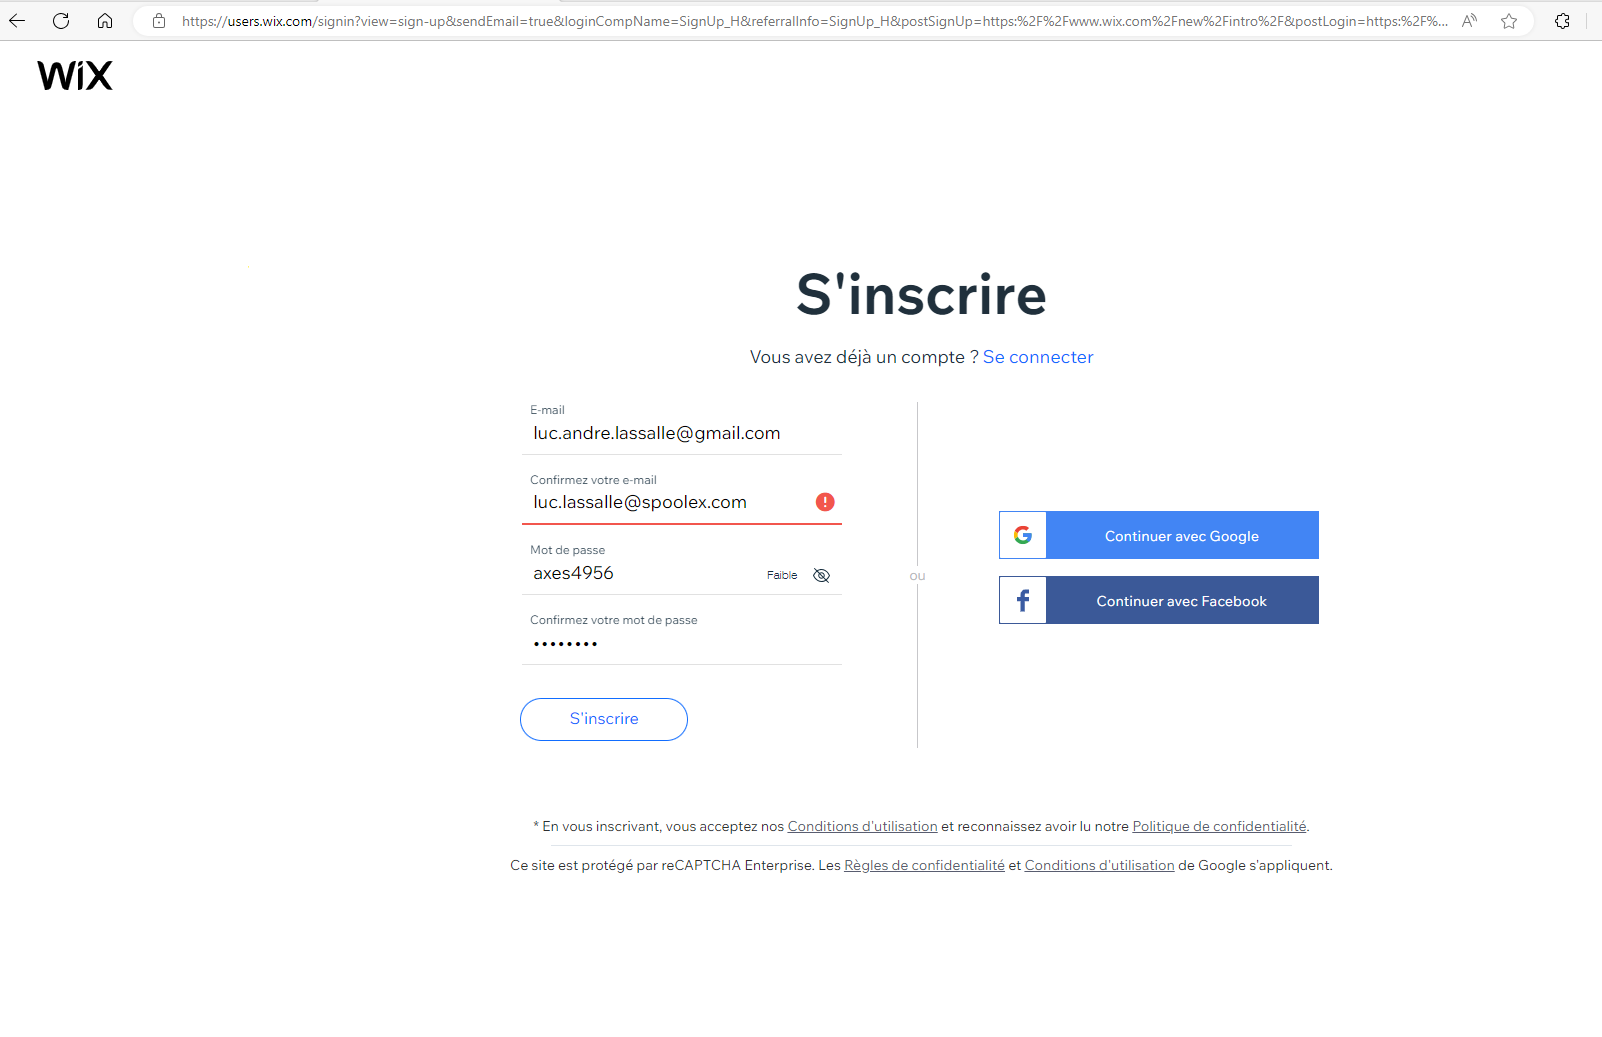 https://users.wix.com/signin?view=sign-up&sendEmail=true&loginCompName=SignUp_H&referralInfo=SignUp_H&postSignUp=https:%2F%2Fwww.wix.com%2Fnew%2Fintro%2F&postLogin=https:%2F%...
WiX
S'inscrire
Vous avez déjà un compte ? Se connecter
E-mail
luc.andre.lassalle@gmail.com
Confirmez votre e-mail
luc.lassalle@spoolex.com
Mot de passe
axes4956 Faible
Confirmez votre mot de passe
••••••••
S'inscrire
ou
Continuer avec Google
Continuer avec Facebook
* En vous inscrivant, vous acceptez nos Conditions d'utilisation et reconnaissez avoir lu notre Politique de confidentialité.
Ce site est protégé par reCAPTCHA Enterprise. Les Règles de confidentialité et Conditions d'utilisation de Google s'appliquent.